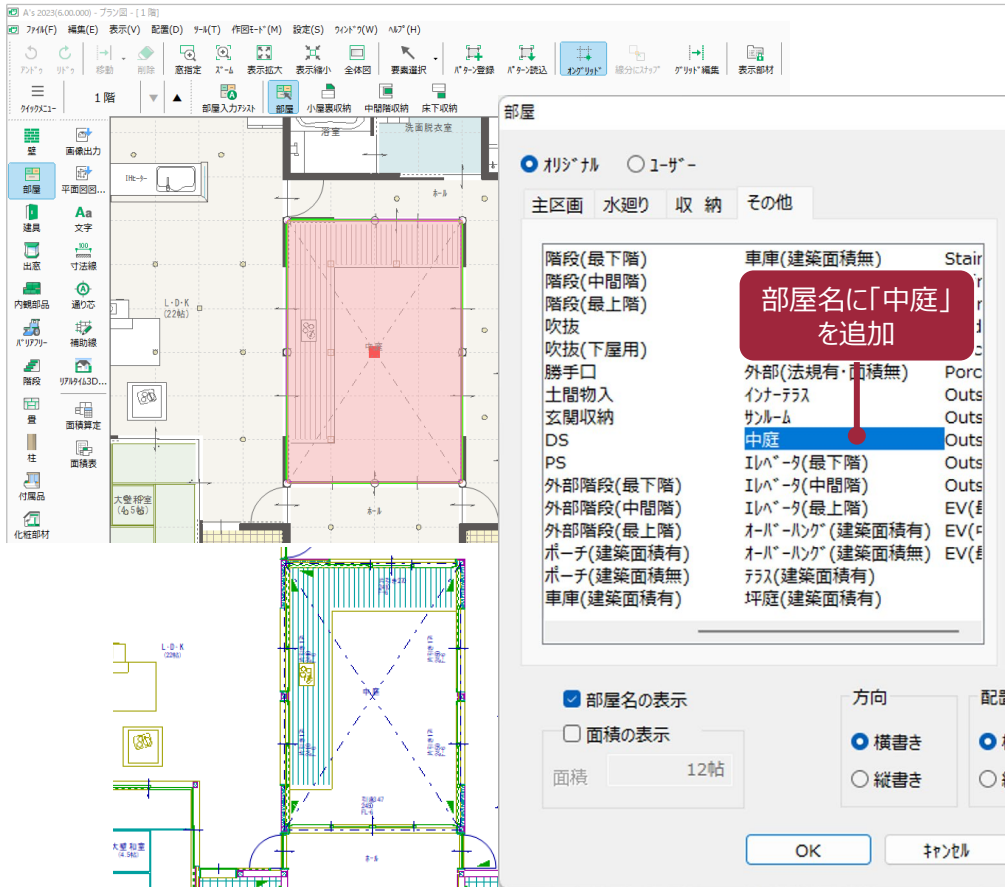 A's 2023(6.00.000) - プラン図 - [1 階]
ﾌｧｲﾙ(F) 編集(E) 表示(V) 配置(D) ﾂｰﾙ(T) 作図ﾓｰﾄﾞ(M) 設定(S) ｳｨﾝﾄﾞｳ(W) ﾍﾙﾌﾟ(H)
ｱﾝﾄﾞｩ ﾘﾄﾞｩ 移動 削除 窓指定 ｽﾞｰﾑ 表示拡大 表示縮小 全体図 要素選択 ﾊﾟﾀｰﾝ登録 ﾊﾟﾀｰﾝ読込 ｵﾝｸﾞﾘｯﾄﾞ 線分にｽﾅｯﾌﾟ ｸﾞﾘｯﾄﾞ編集 表示部材
ｸｲｯｸﾒﾆｭｰ 1 階 部屋入力ｱｼｽﾄ 部屋 小屋裏収納 中間階収納 床下収納
壁 画像出力
部屋 平面図図...
建具 文字
Aa
出窓 寸法線
100
内観部品 通り芯
ﾊﾞﾘｱﾌﾘｰ 補助線
階段 ﾘｱﾙﾀｲﾑ3D...
畳 面積算定
柱 面積表
付属品
化粧部材
浴室
洗面脱衣室
IHﾋｰﾀｰ
ﾎｰﾙ
L・D・K
(22帖)
中庭
大壁和室
(4.5帖)
ﾎｰﾙ
L・D・K
(22帖)
中庭
大壁和室
(4.5帖)
ﾎｰﾙ
部屋
ｵﾘｼﾞﾅﾙ ﾕｰｻﾞｰ
主区画 水廻り 収 納 その他
階段(最下階) 車庫(建築面積無) Stair
階段(中間階)
階段(最上階)
吹抜
吹抜(下屋用)
勝手口 外部(法規有・面積無) Porc
土間物入 ｲﾝﾅｰﾃﾗｽ Outs
玄関収納 ｻﾝﾙｰﾑ Outs
DS 中庭 Outs
PS ｴﾚﾍﾞｰﾀ(最下階) Outs
外部階段(最下階) ｴﾚﾍﾞｰﾀ(中間階) Outs
外部階段(中間階) ｴﾚﾍﾞｰﾀ(最上階) EV(
外部階段(最上階) ｵｰﾊﾞｰﾊﾝｸﾞ(建築面積有) EV(
ポーチ(建築面積有) ｵｰﾊﾞｰﾊﾝｸﾞ(建築面積無) EV(
ポーチ(建築面積無) ﾃﾗｽ(建築面積有)
車庫(建築面積有) 坪庭(建築面積有)
部屋名に「中庭」
を追加
部屋名の表示
面積の表示
面積 12帖
方向
横書き
縦書き
配
OK ｷｬﾝｾﾙ